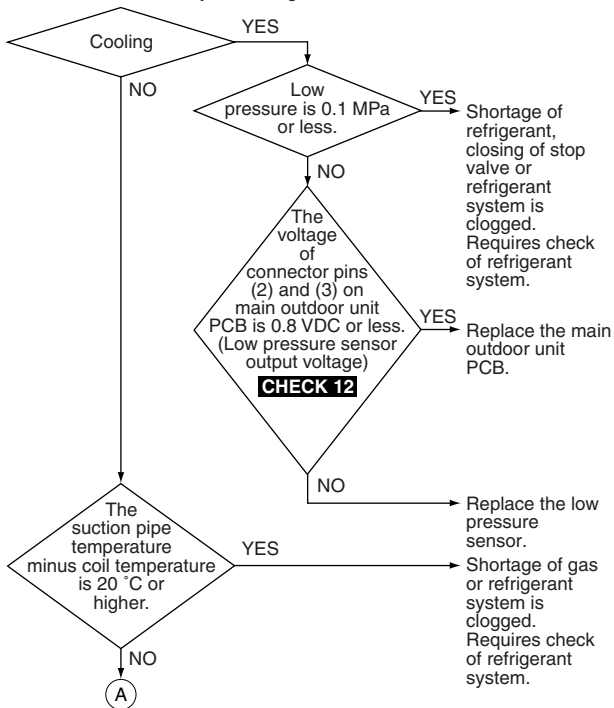 Cooling
YES
NO
Low
pressure is 0.1 MPa
or less.
YES
Shortage of
refrigerant,
closing of stop
valve or
refrigerant
system is
clogged.
Requires check
of refrigerant
system.
NO
The
voltage
of
connector pins
(2) and (3) on
main outdoor unit
PCB is 0.8 VDC or less.
(Low pressure sensor
output voltage)
CHECK 12
YES
Replace the main
outdoor unit
PCB.
NO
Replace the low
pressure
sensor.
The
suction pipe
temperature
minus coil temperature
is 20 ˚C or
higher.
YES
Shortage of gas
or refrigerant
system is
clogged.
Requires check
of refrigerant
system.
NO
A